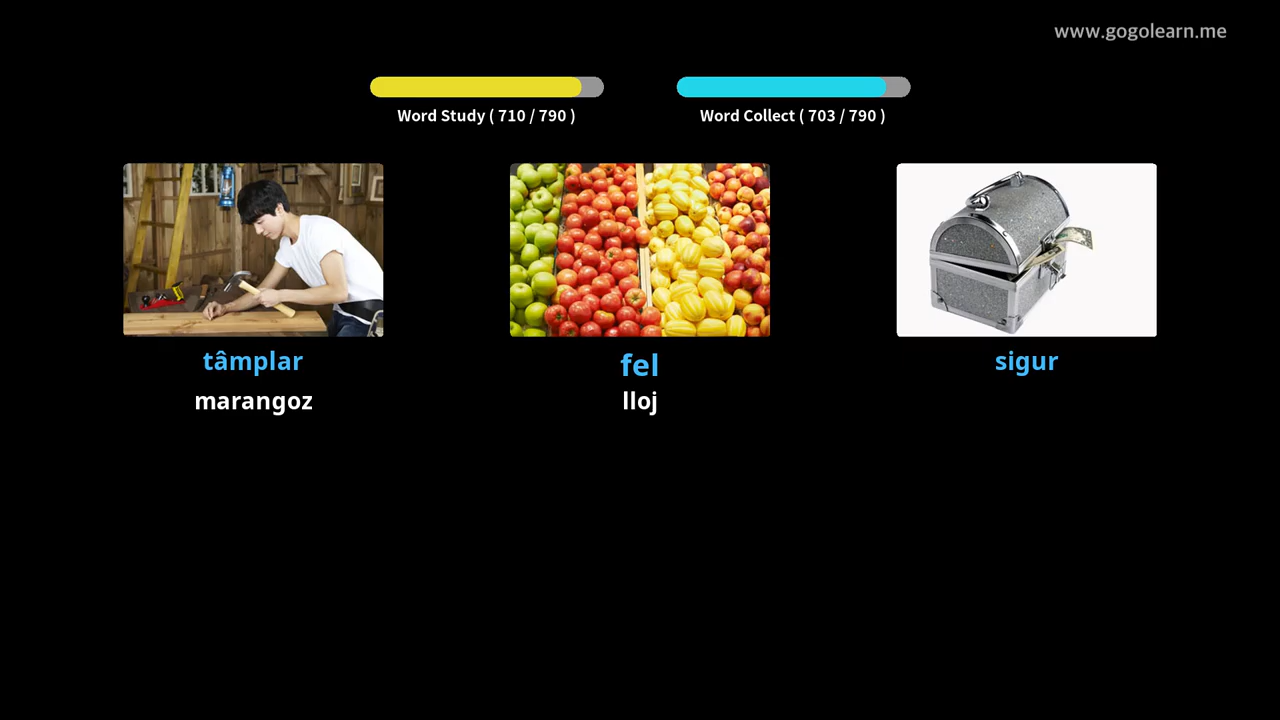 www.gogolearn.me
Word Study ( 710 / 790 )
Word Collect ( 703 / 790 )
tâmplar
fel
sigur
marangoz
lloj